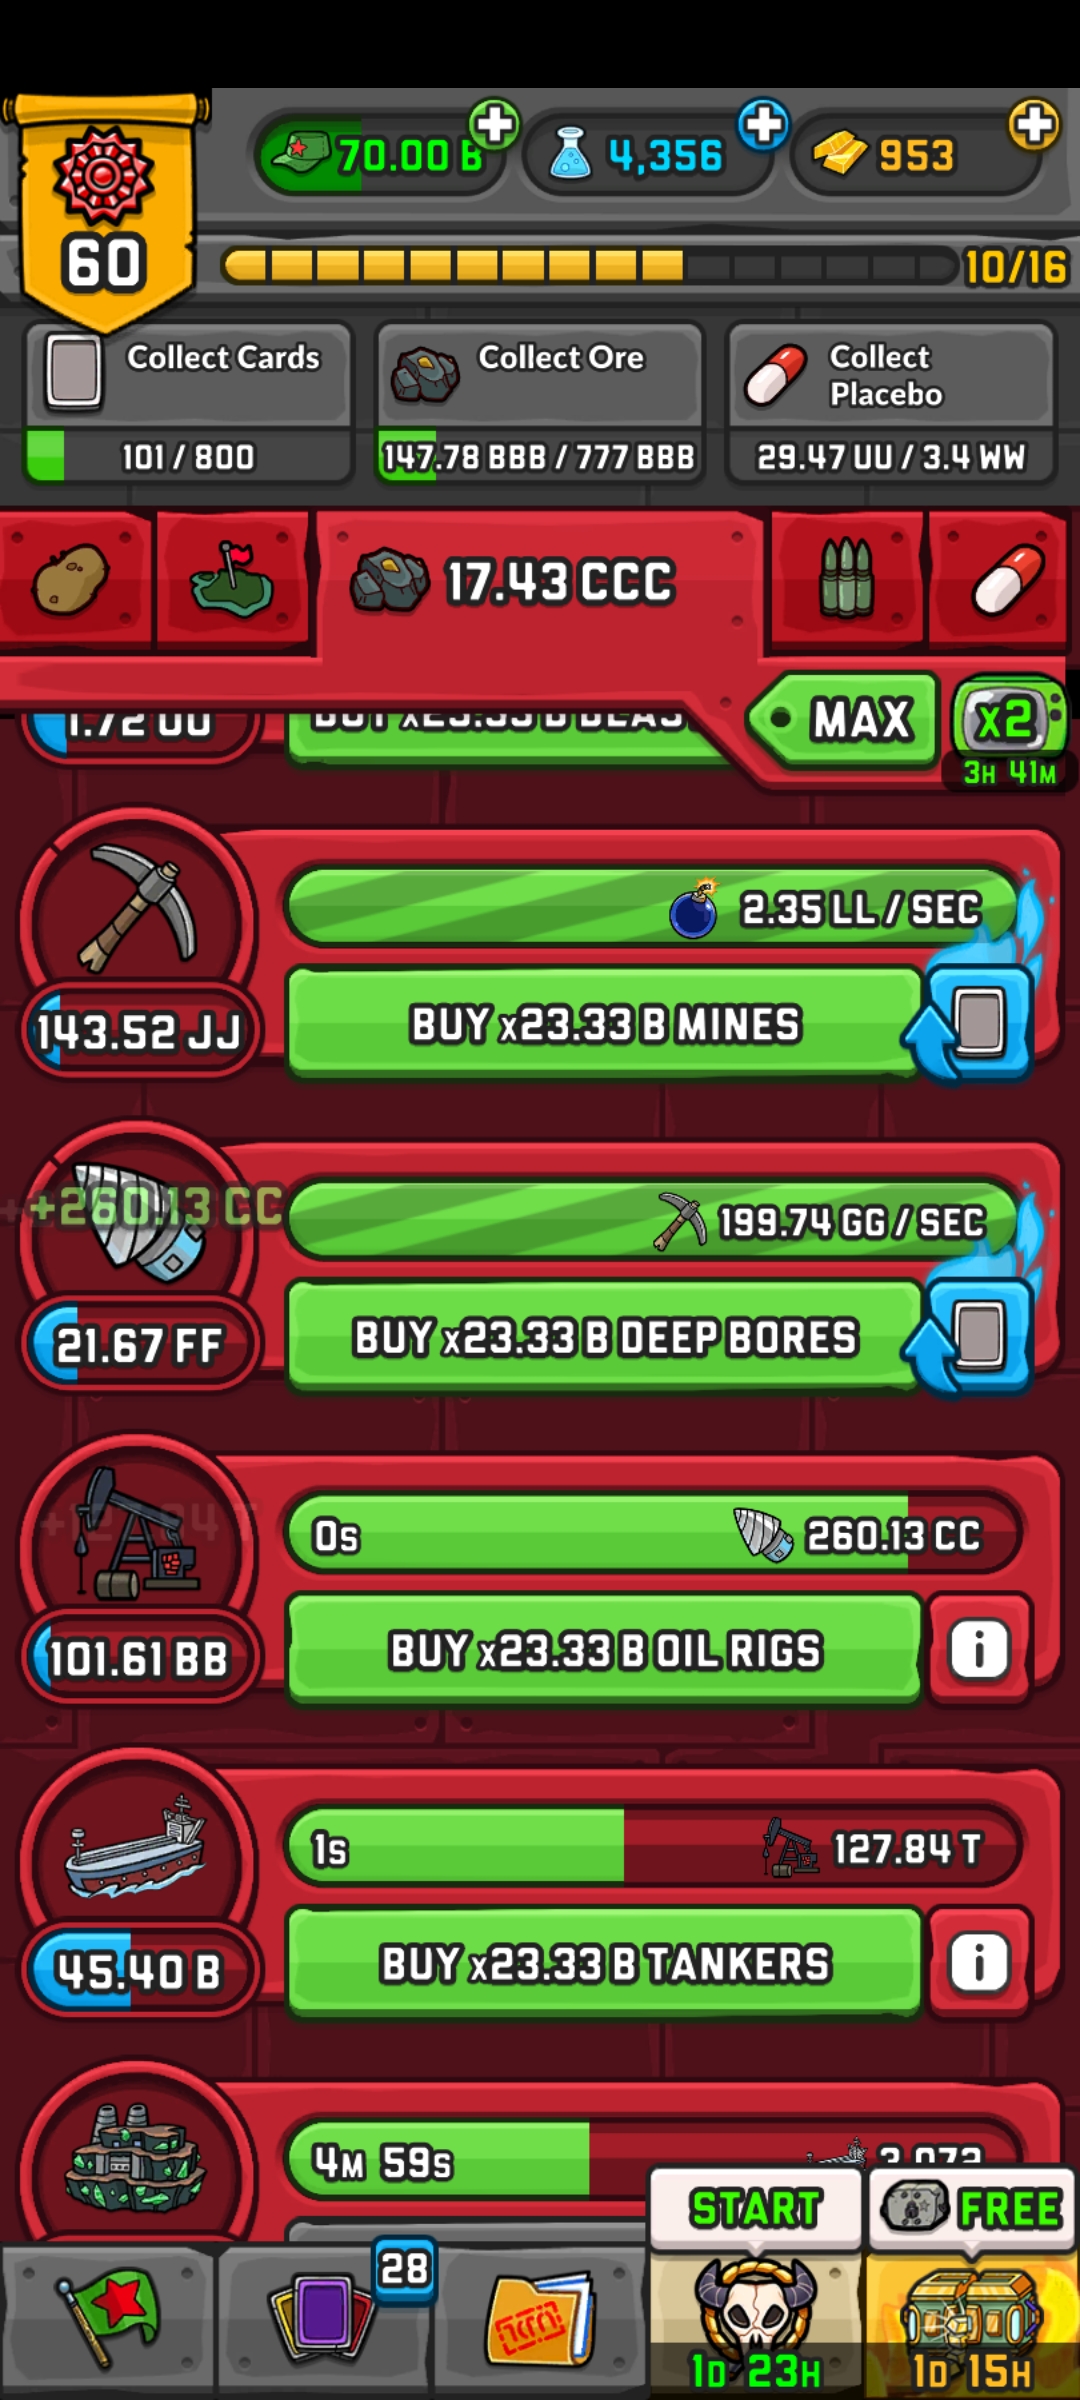 70.00 B
4,356
953
60
10/16
Collect Cards
101 / 800
Collect Ore
147.78 BBB / 777 BBB
Collect
Placebo
29.47 UU / 3.4 WW
17.43 CCC
MAX
x2
3H 41M
1.72 UU
2.35 LL / SEC
143.52 JJ
BUY x23.33 B MINES
+260.13 CC
199.74 GG / SEC
21.67 FF
BUY x23.33 B DEEP BORES
0s
260.13 CC
101.61 BB
BUY x23.33 B OIL RIGS
i
1s
127.84 T
45.40 B
BUY x23.33 B TANKERS
i
4M 59s
START
FREE
28
1D 23H
1D 15H